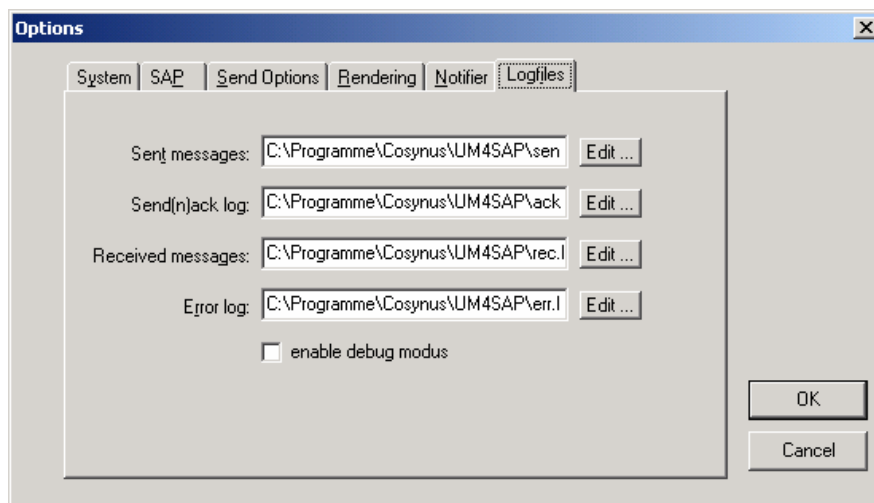 Options
System SAP Send Options Rendering Notifier Logfiles
Sent messages: C:\Programme\Cosynus\UM4SAP\sen Edit ...
Send(n)ack log: C:\Programme\Cosynus\UM4SAP\ack Edit ...
Received messages: C:\Programme\Cosynus\UM4SAP\rec.l Edit ...
Error log: C:\Programme\Cosynus\UM4SAP\err.l Edit ...
enable debug modus
OK
Cancel